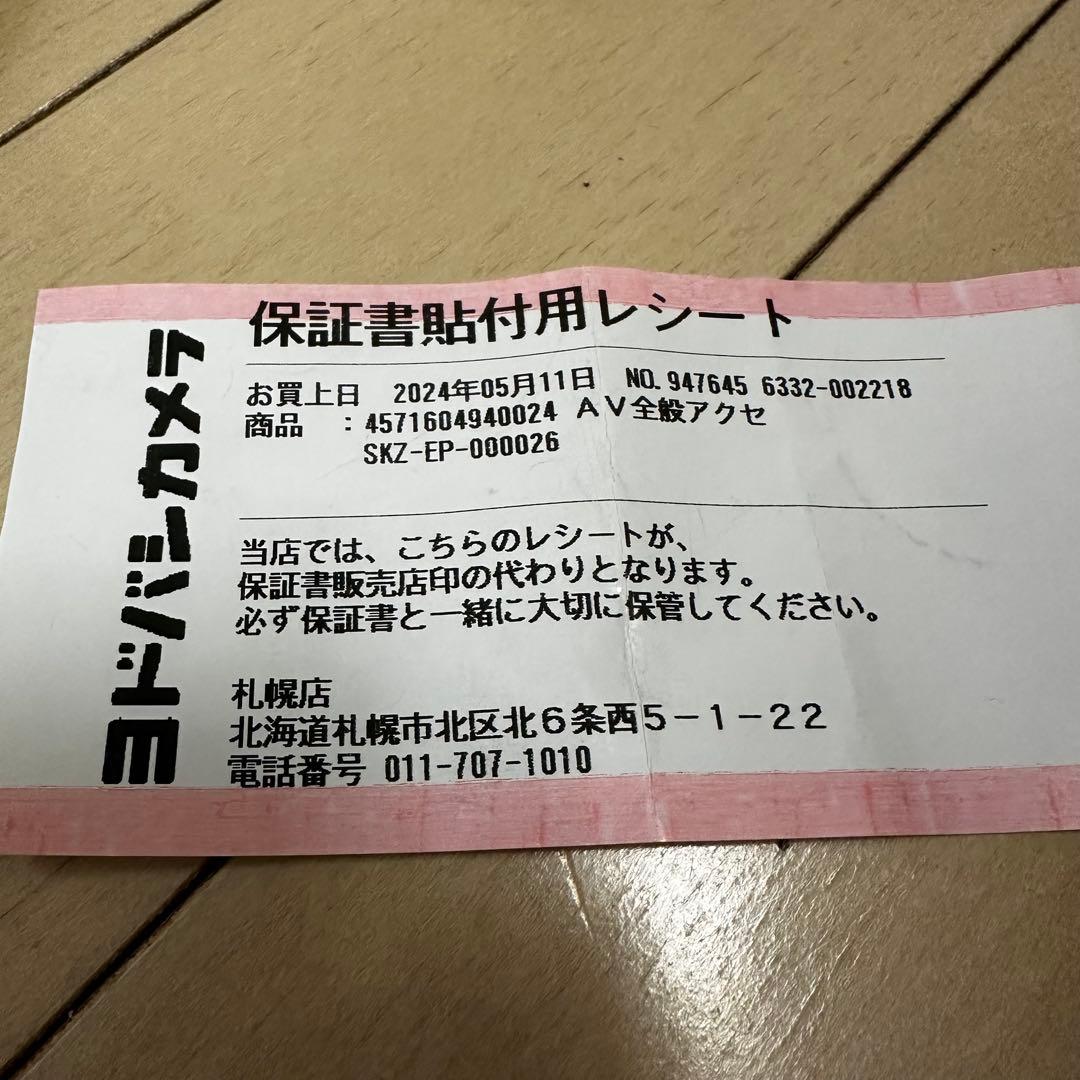 ヨドバシカメラ
保証書貼付用レシート
お買上日 2024年05月11日 NO.947645 6332-002218
商品 :4571604940024 AV全般アクセ
SKZ-EP-000026
当店では、こちらのレシートが、
保証書販売店印の代わりとなります。
必ず保証書と一緒に大切に保管してください。
札幌店
北海道札幌市北区北6条西5-1-22
電話番号 011-707-1010